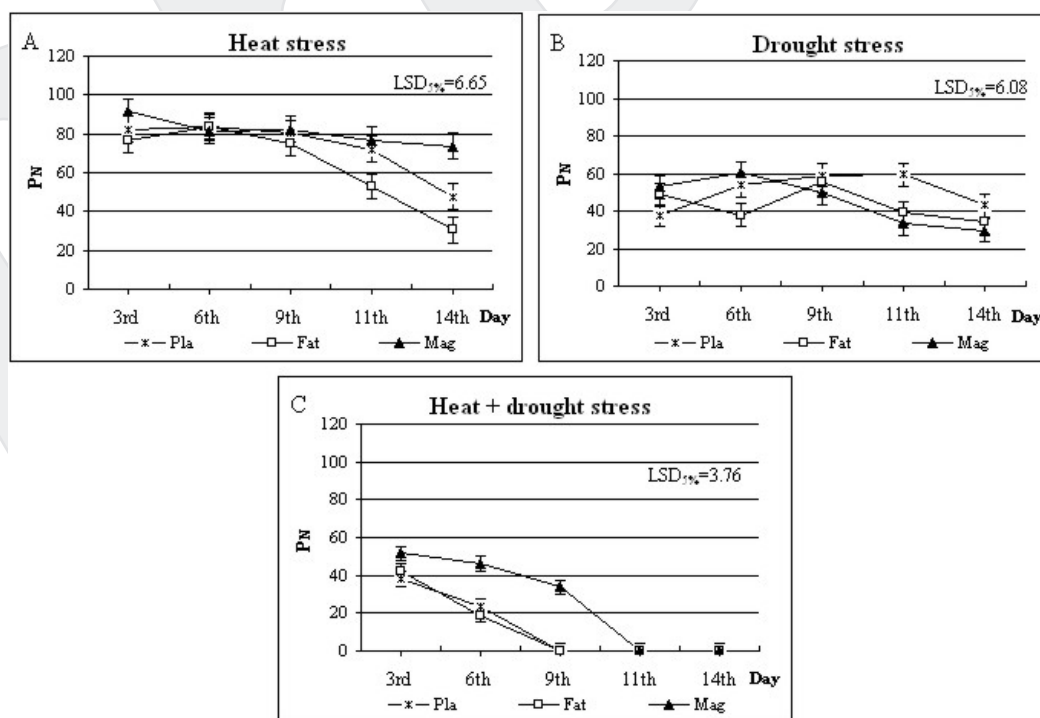 A Heat stress
LSD5%=6.65
120
100
80
60
40
20
0
PN
3rd 6th 9th 11th 14th Day
Pla Fat Mag
B Drought stress
LSD5%=6.08
120
100
80
60
40
20
0
PN
3rd 6th 9th 11th 14th Day
Pla Fat Mag
C Heat + drought stress
LSD5%=3.76
120
100
80
60
40
20
0
PN
3rd 6th 9th 11th 14th Day
Pla Fat Mag